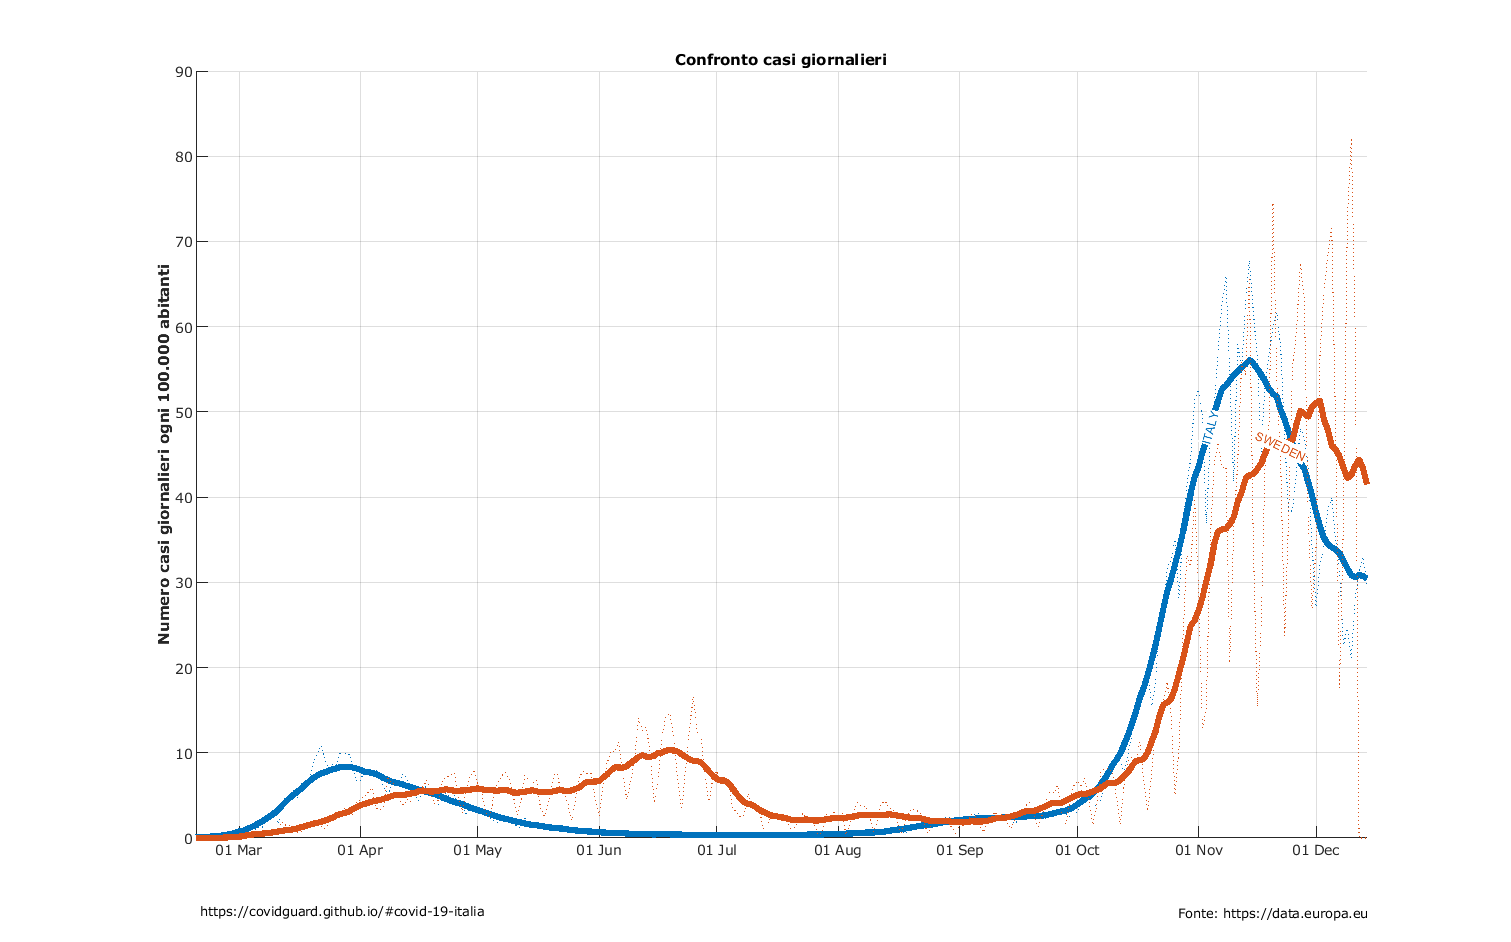 Confronto casi giornalieri
Numero casi giornalieri ogni 100.000 abitanti
90
80
70
60
50
40
30
20
10
0
ITALY
SWEDEN
01 Mar
01 Apr
01 May
01 Jun
01 Jul
01 Aug
01 Sep
01 Oct
01 Nov
01 Dec
https://covidguard.github.io/#covid-19-italia
Fonte: https://data.europa.eu